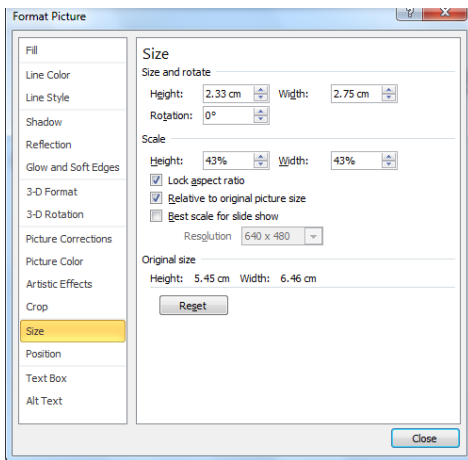 Format Picture
Fill
Line Color
Line Style
Shadow
Reflection
Glow and Soft Edges
3-D Format
3-D Rotation
Picture Corrections
Picture Color
Artistic Effects
Crop
Size
Position
Text Box
Alt Text
Size
Size and rotate
Height: 2.33 cm Width: 2.75 cm
Rotation: 0°
Scale
Height: 43% Width: 43%
Lock aspect ratio
Relative to original picture size
Best scale for slide show
Resolution 640 x 480
Original size
Height: 5.45 cm Width: 6.46 cm
Reset
Close